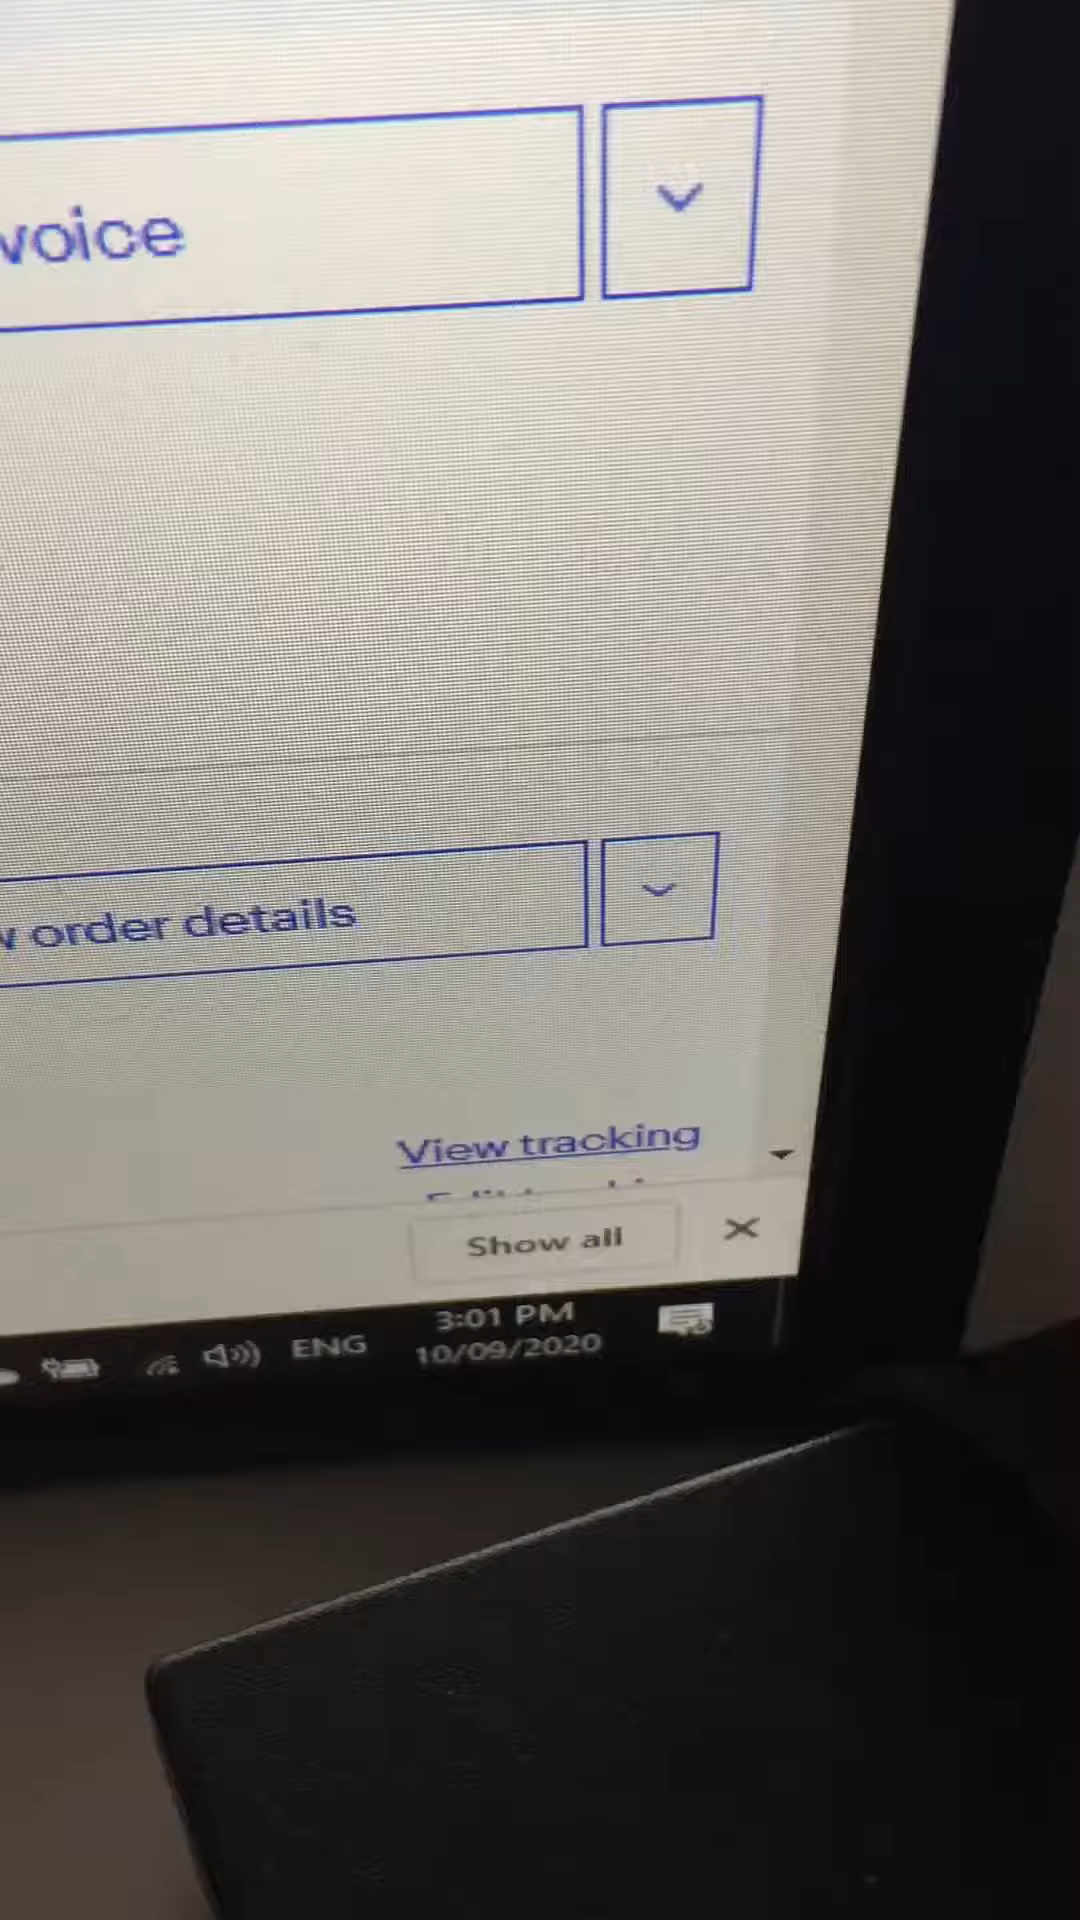 voice
order details
View tracking
Show all
3:01 PM
ENG
10/09/2020